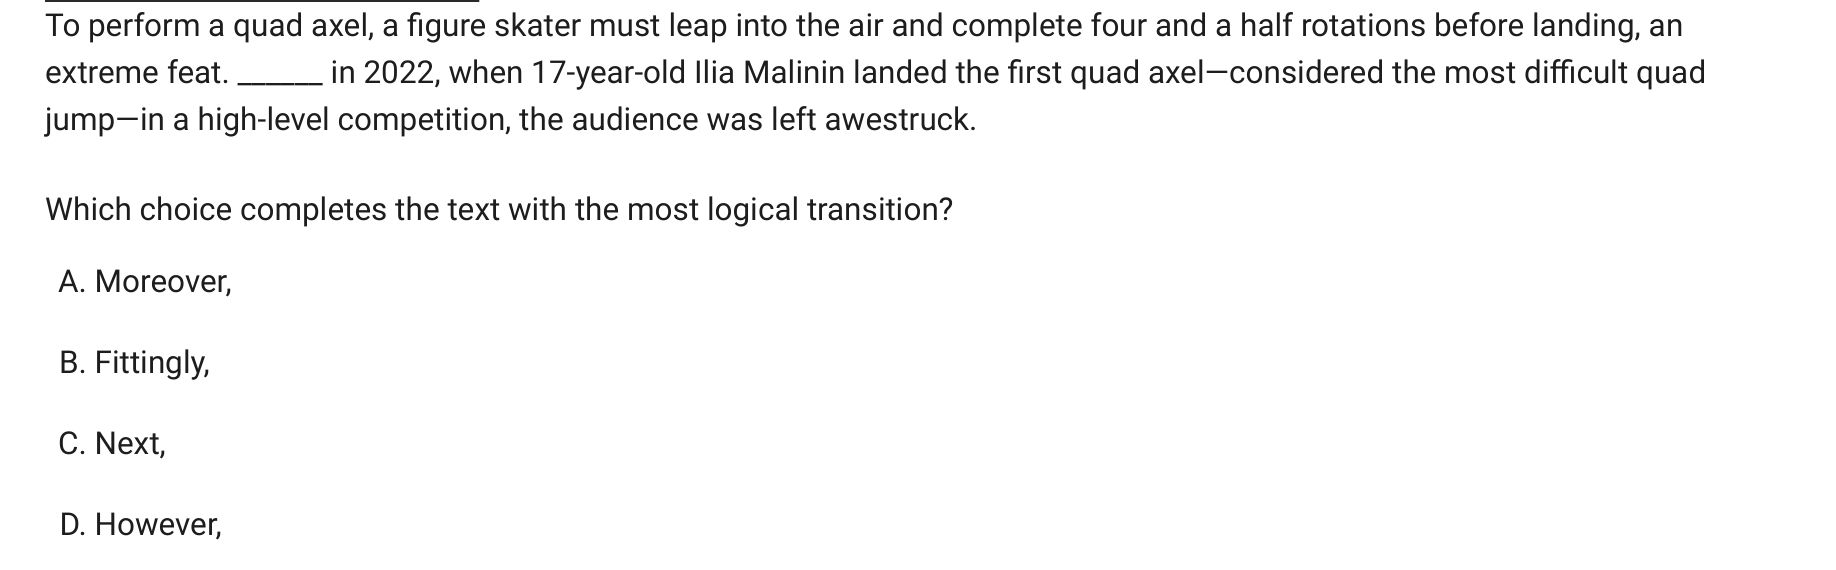 To perform a quad axel, a figure skater must leap into the air and complete four and a half rotations before landing, an
extreme feat. ______ in 2022, when 17-year-old Ilia Malinin landed the first quad axel—considered the most difficult quad
jump—in a high-level competition, the audience was left awestruck.
Which choice completes the text with the most logical transition?
A. Moreover,
B. Fittingly,
C. Next,
D. However,